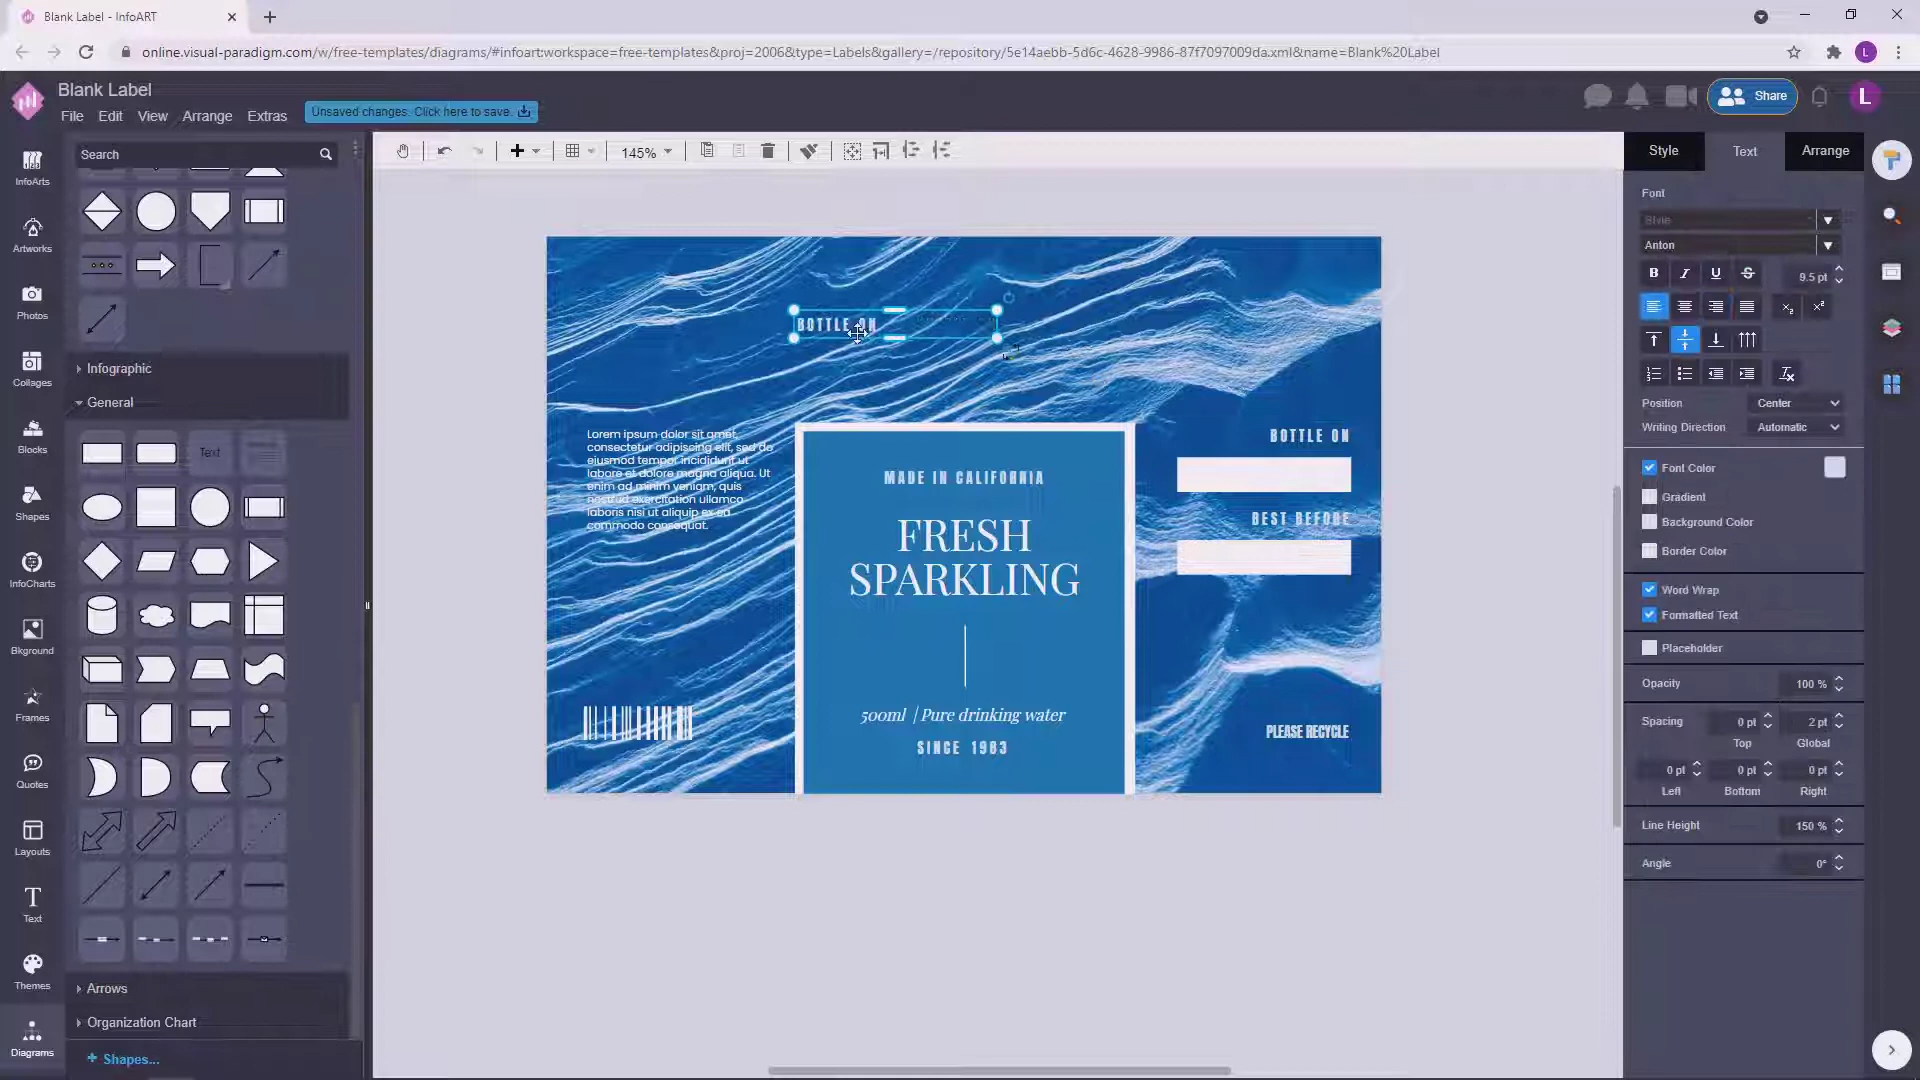 Blank Label - InfoART
online.visual-paradigm.com/w/free-templates/diagrams/#infoart:workspace=free-templates&proj=2006&type=Labels&gallery=/repository/5e14aebb-5d6c-4628-9986-87f7097009da.xml&name=Blank%20Label
L
Blank Label
File Edit View Arrange Extras
Unsaved changes. Click here to save.
Share
L
Search
145%
Style Text Arrange
InfoArts
Artworks
Photos
Collages
Blocks
Shapes
InfoCharts
Bkground
Frames
Quotes
Layouts
Text
Themes
Diagrams
Infographic
General
Text
Arrows
Organization Chart
+ Shapes...
BOTTLE ON
Lorem ipsum dolor sit amet,
consectetur adipiscing elit, sed do
eiusmod tempor incididunt ut
labore et dolore magna aliqua. Ut
enim ad minim veniam, quis
nostrud exercitation ullamco
laboris nisi ut aliquip ex ea
commodo consequat.
MADE IN CALIFORNIA
FRESH
SPARKLING
500ml | Pure drinking water
SINCE 1983
BOTTLE ON
BEST BEFORE
PLEASE RECYCLE
Font
Style
Anton
B I U S
9.5 pt
Position Center
Writing Direction Automatic
Font Color
Gradient
Background Color
Border Color
Word Wrap
Formatted Text
Placeholder
Opacity 100 %
Spacing 0 pt 2 pt
Top Global
0 pt 0 pt 0 pt
Left Bottom Right
Line Height 150 %
Angle 0°